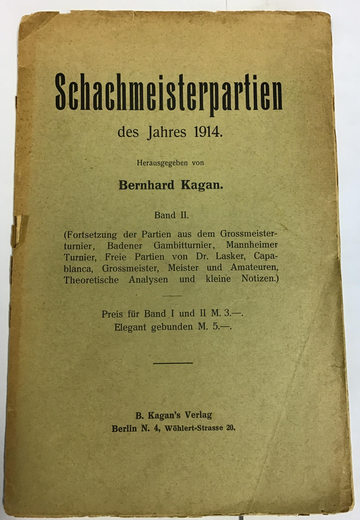 Schachmeisterpartien
des Jahres 1914.
Herausgegeben von
Bernhard Kagan.
Band II.
(Fortsetzung der Partien aus dem Grossmeister-
turnier, Badener Gambitturnier, Mannheimer
Turnier, Freie Partien von Dr. Lasker, Capa-
blanca, Grossmeister, Meister und Amateuren,
Theoretische Analysen und kleine Notizen.)
Preis für Band I und II M. 3.—.
Elegant gebunden M. 5.—.
B. Kagan's Verlag
Berlin N. 4, Wöhlert-Strasse 20.